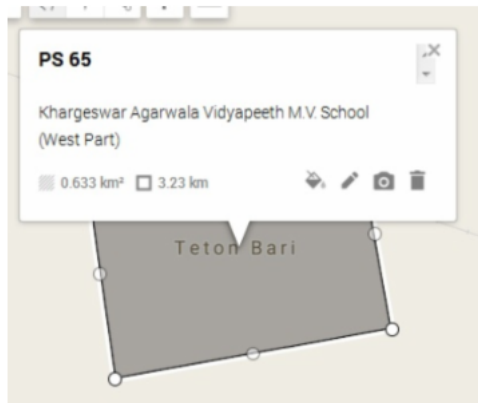 PS 65
Khargeswar Agarwala Vidyapeeth M.V. School
(West Part)
0.633 km² 3.23 km
Teton Bari